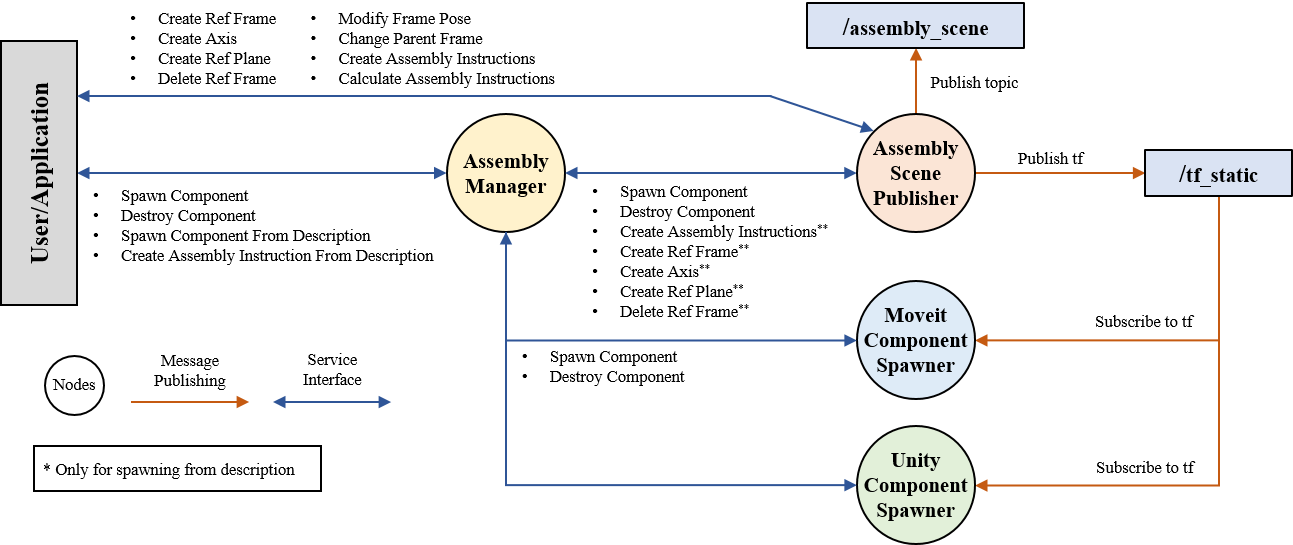 • Create Ref Frame
• Create Axis
• Create Ref Plane
• Delete Ref Frame
• Modify Frame Pose
• Change Parent Frame
• Create Assembly Instructions
• Calculate Assembly Instructions
/assembly_scene
Publish topic
User/Application
Assembly
Manager
Assembly
Scene
Publisher
Publish tf
/tf_static
• Spawn Component
• Destroy Component
• Spawn Component From Description
• Create Assembly Instruction From Description
• Spawn Component
• Destroy Component
• Create Assembly Instructions**
• Create Ref Frame**
• Create Axis**
• Create Ref Plane**
• Delete Ref Frame**
Moveit
Component
Spawner
Subscribe to tf
• Spawn Component
• Destroy Component
Nodes
Message
Publishing
Service
Interface
* Only for spawning from description
Unity
Component
Spawner
Subscribe to tf